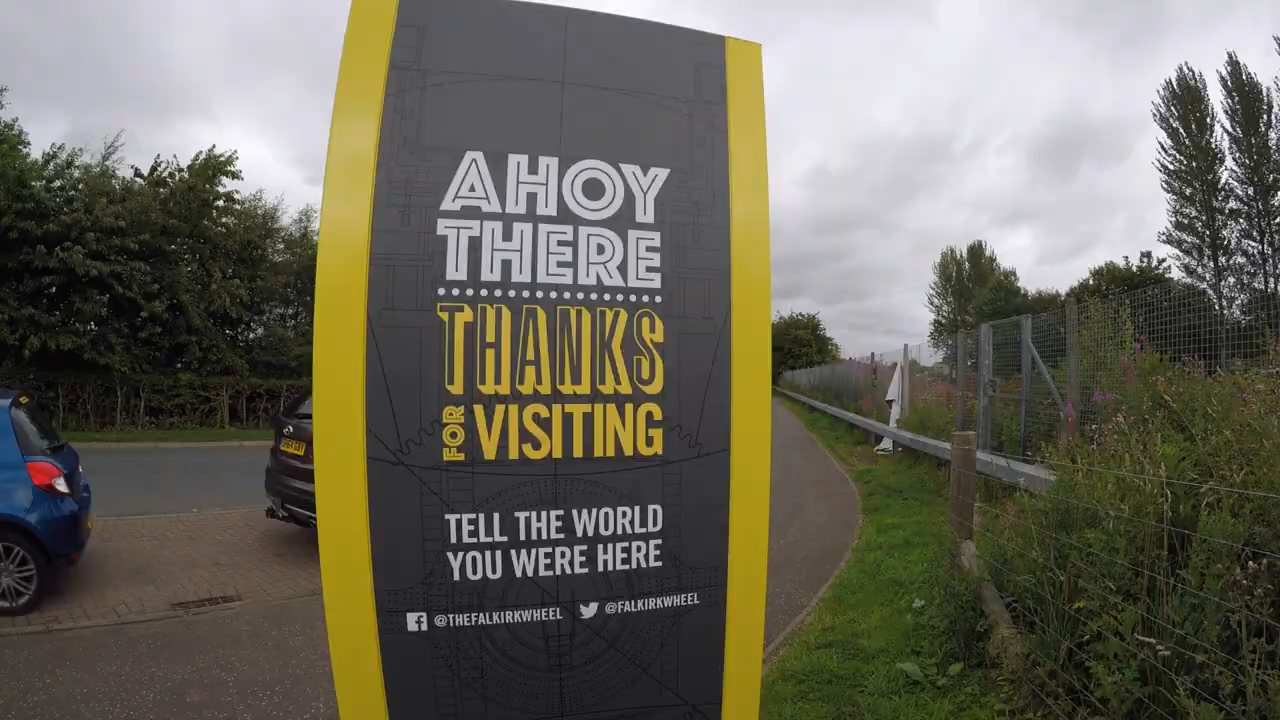 AHOY
THERE
THANKS
FOR VISITING
TELL THE WORLD
YOU WERE HERE
@THEFALKIRKWHEEL @FALKIRKWHEEL